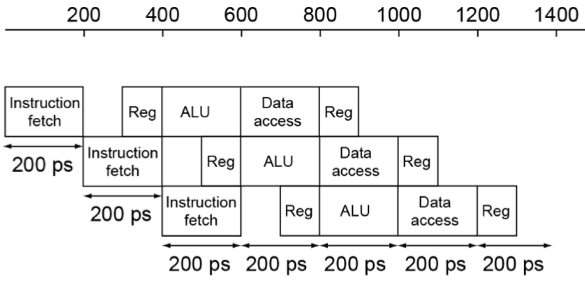 200 400 600 800 1000 1200 1400
Instruction
fetch
Reg
ALU
Data
access
Reg
200 ps
Instruction
fetch
Reg
ALU
Data
access
Reg
200 ps
Instruction
fetch
Reg
ALU
Data
access
Reg
200 ps 200 ps 200 ps 200 ps 200 ps